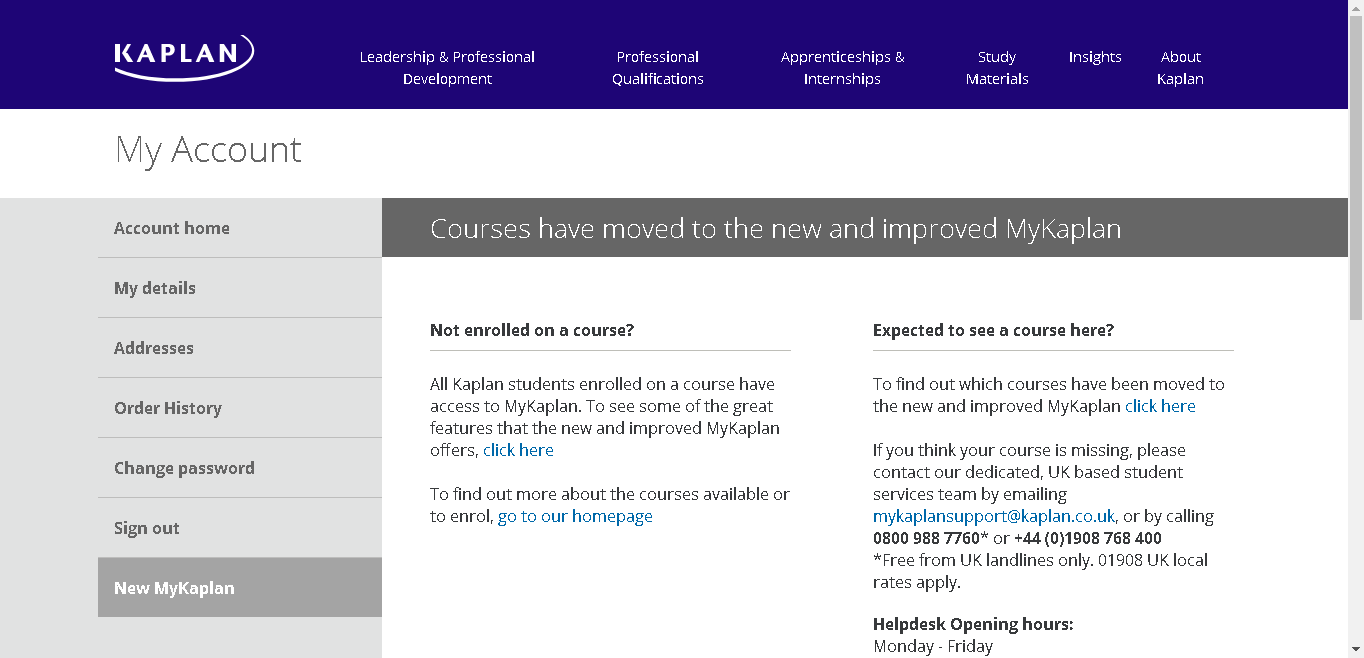 KAPLAN
Leadership & Professional
Development
Professional
Qualifications
Apprenticeships &
Internships
Study
Materials
Insights
About
Kaplan
My Account
Account home
My details
Addresses
Order History
Change password
Sign out
New MyKaplan
Courses have moved to the new and improved MyKaplan
Not enrolled on a course?
All Kaplan students enrolled on a course have
access to MyKaplan. To see some of the great
features that the new and improved MyKaplan
offers, click here
To find out more about the courses available or
to enrol, go to our homepage
Expected to see a course here?
To find out which courses have been moved to
the new and improved MyKaplan click here
If you think your course is missing, please
contact our dedicated, UK based student
services team by emailing
mykaplansupport@kaplan.co.uk, or by calling
0800 988 7760* or +44 (0)1908 768 400
*Free from UK landlines only. 01908 UK local
rates apply.
Helpdesk Opening hours:
Monday - Friday